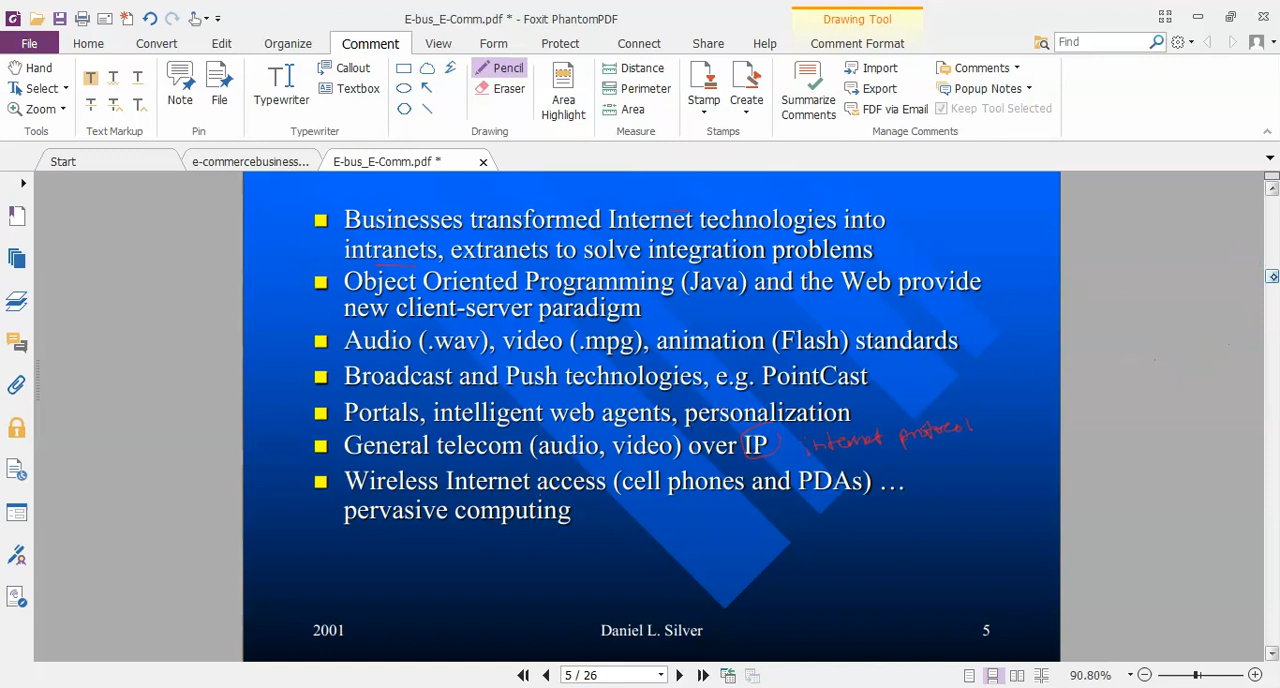 E-bus_E-Comm.pdf * - Foxit PhantomPDF
Drawing Tool
File Home Convert Edit Organize Comment View Form Protect Connect Share Help Comment Format Find
Hand
Select
Zoom
Tools
T T T
T T T
Text Markup
Note File
Pin
Typewriter
Callout
Textbox
Typewriter
Pencil
Eraser
Drawing
Area Highlight
Distance
Perimeter
Area
Measure
Stamp Create
Stamps
Summarize Comments
Import
Export
FDF via Email
Comments
Popup Notes
Keep Tool Selected
Manage Comments
Start e-commercebusiness... E-bus_E-Comm.pdf *
Businesses transformed Internet technologies into
intranets, extranets to solve integration problems
Object Oriented Programming (Java) and the Web provide
new client-server paradigm
Audio (.wav), video (.mpg), animation (Flash) standards
Broadcast and Push technologies, e.g. PointCast
Portals, intelligent web agents, personalization
General telecom (audio, video) over IP internet protocol
Wireless Internet access (cell phones and PDAs) …
pervasive computing
2001 Daniel L. Silver 5
5 / 26 90.80%